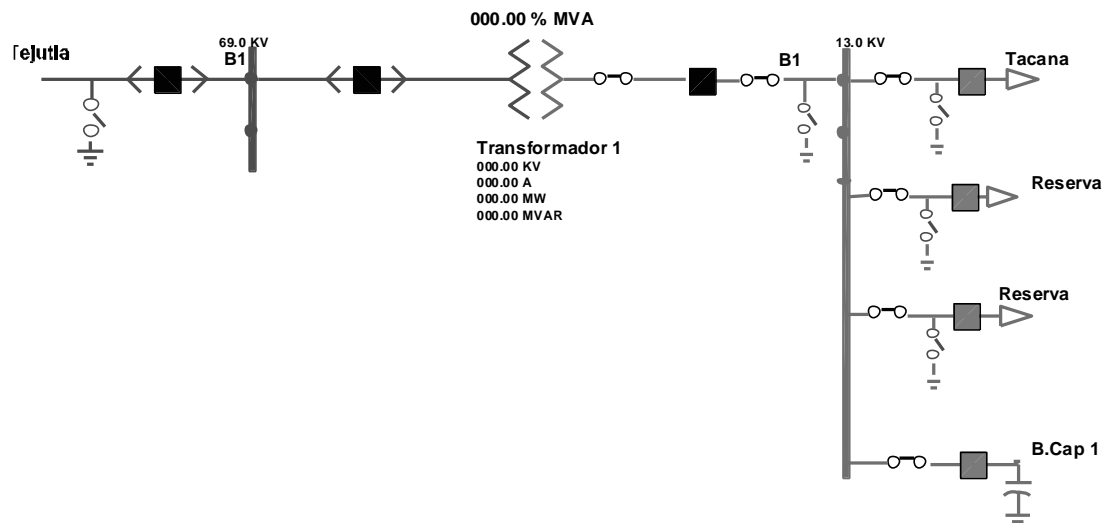 000.00 % MVA
Tejutla
69.0 KV
B1
B1
13.0 KV
Tacana
Transformador 1
000.00 KV
000.00 A
000.00 MW
000.00 MVAR
Reserva
Reserva
B.Cap 1